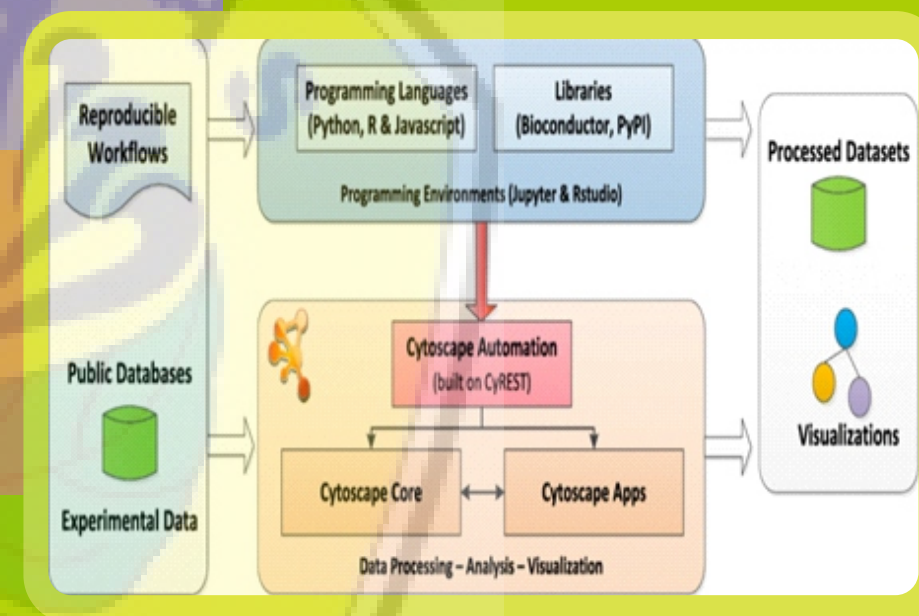 Reproducible
Workflows
Public Databases
Experimental Data
Programming Languages
(Python, R & Javascript)
Libraries
(Bioconductor, PyPI)
Programming Environments (Jupyter & Rstudio)
Cytoscape Automation
(built on CyREST)
Cytoscape Core
Cytoscape Apps
Data Processing – Analysis – Visualization
Processed Datasets
Visualizations